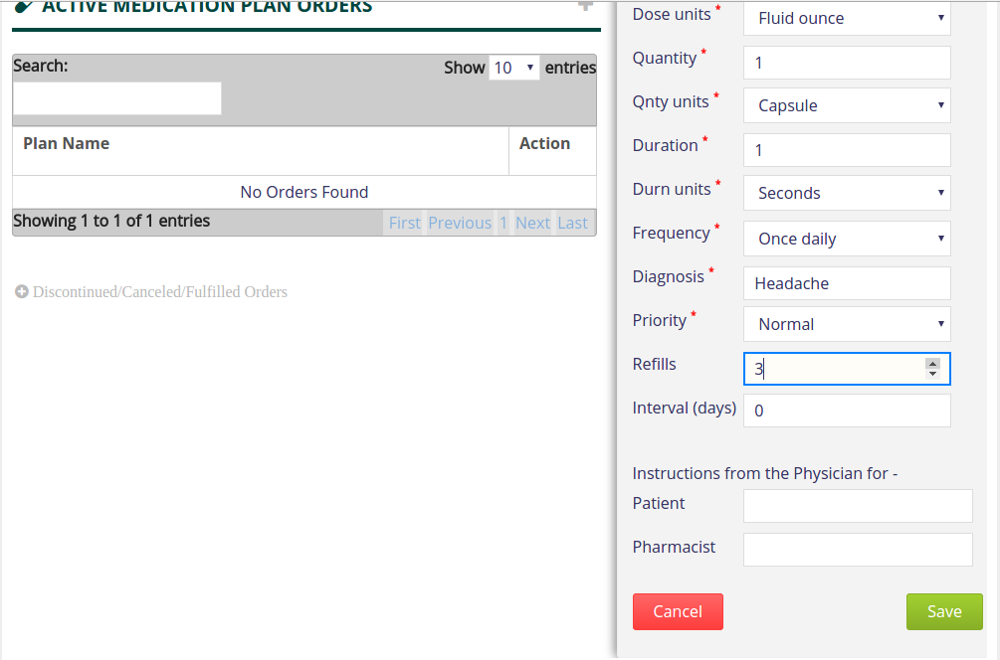 ACTIVE MEDICATION PLAN ORDERS
Search:
Show 10 entries
Plan Name Action
No Orders Found
Showing 1 to 1 of 1 entries First Previous 1 Next Last
Discontinued/Canceled/Fulfilled Orders
Dose units * Fluid ounce
Quantity * 1
Qnty units * Capsule
Duration * 1
Durn units * Seconds
Frequency * Once daily
Diagnosis * Headache
Priority * Normal
Refills 3
Interval (days) 0
Instructions from the Physician for -
Patient
Pharmacist
Cancel Save